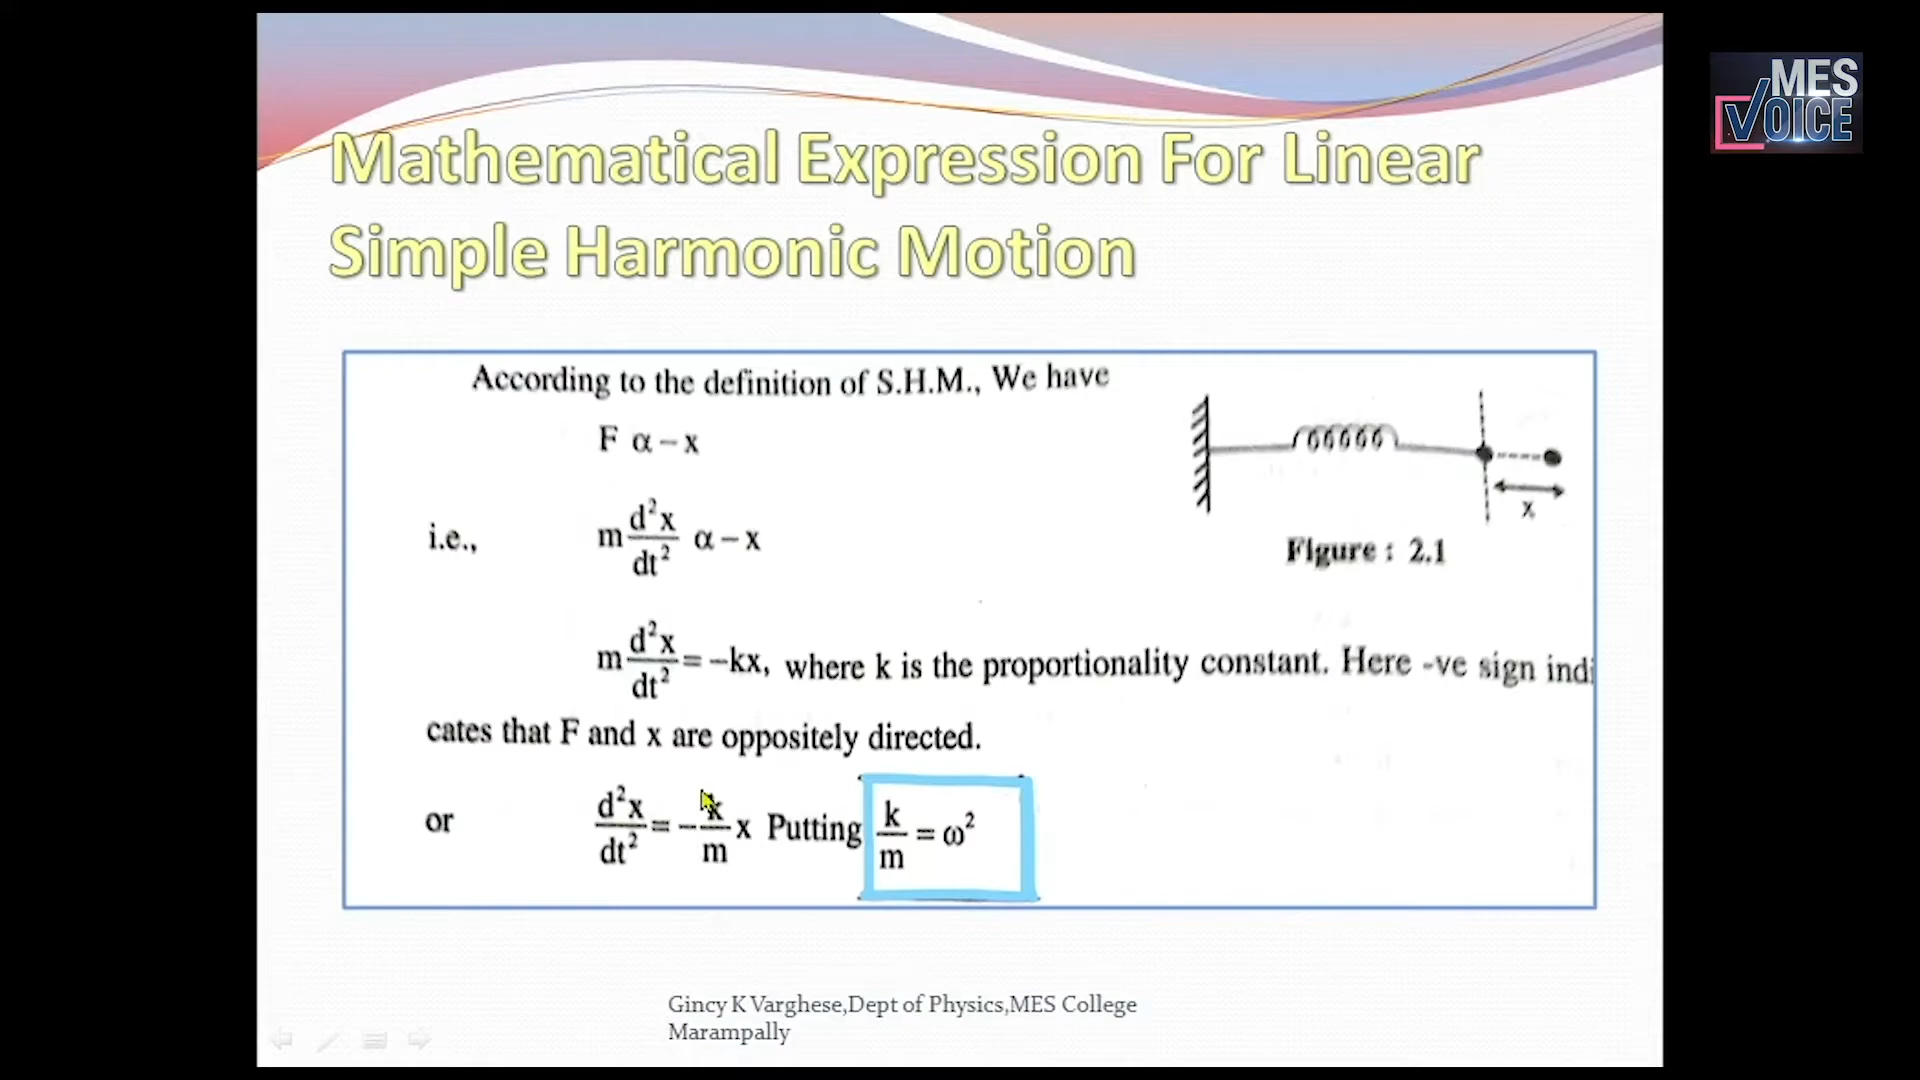 MES
VOICE
Mathematical Expression For Linear
Simple Harmonic Motion
According to the definition of S.H.M., We have
F α – x
i.e., m d²x/dt² α – x
x
Figure : 2.1
m d²x/dt² = –kx, where k is the proportionality constant. Here -ve sign indi
cates that F and x are oppositely directed.
or d²x/dt² = – k/m x Putting k/m = ω²
Gincy K Varghese,Dept of Physics,MES College
Marampally